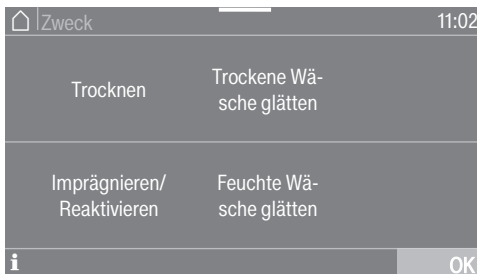 Zweck
11:02
Trocknen
Trockene Wä-
sche glätten
Imprägnieren/
Reaktivieren
Feuchte Wä-
sche glätten
i
OK